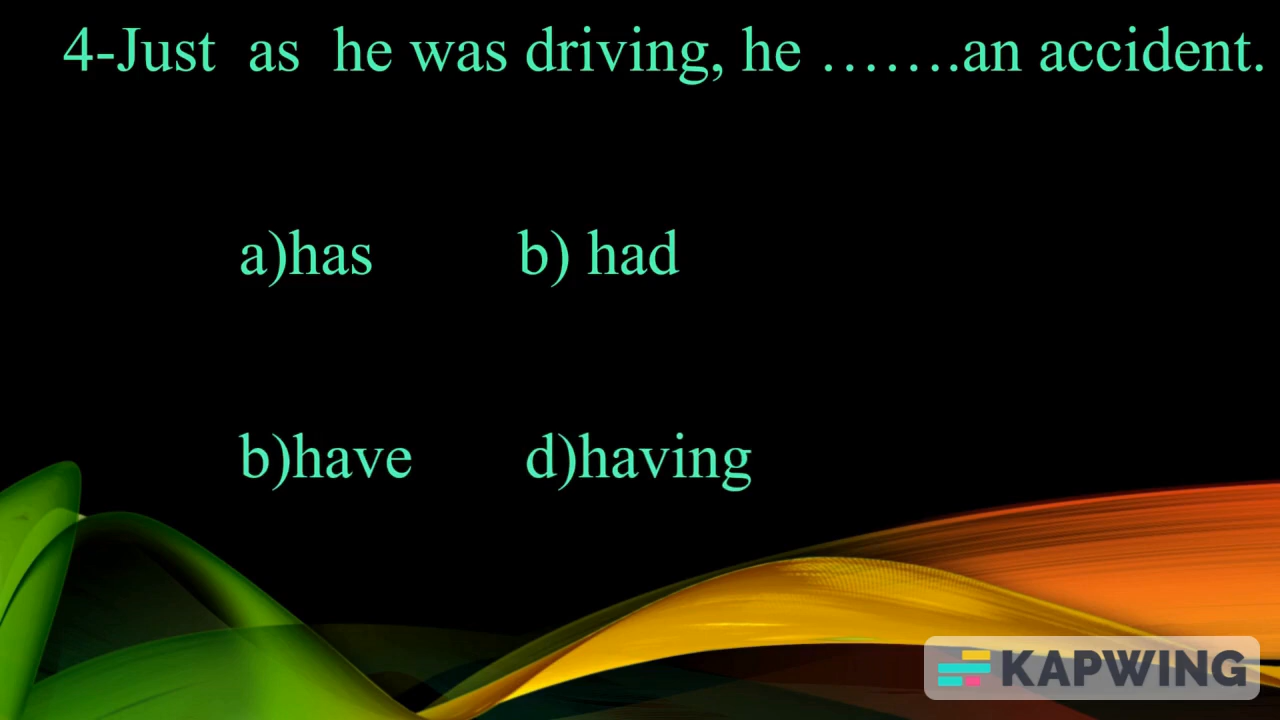 4-Just as he was driving, he …….an accident.
a)has b) had
b)have d)having
KAPWING